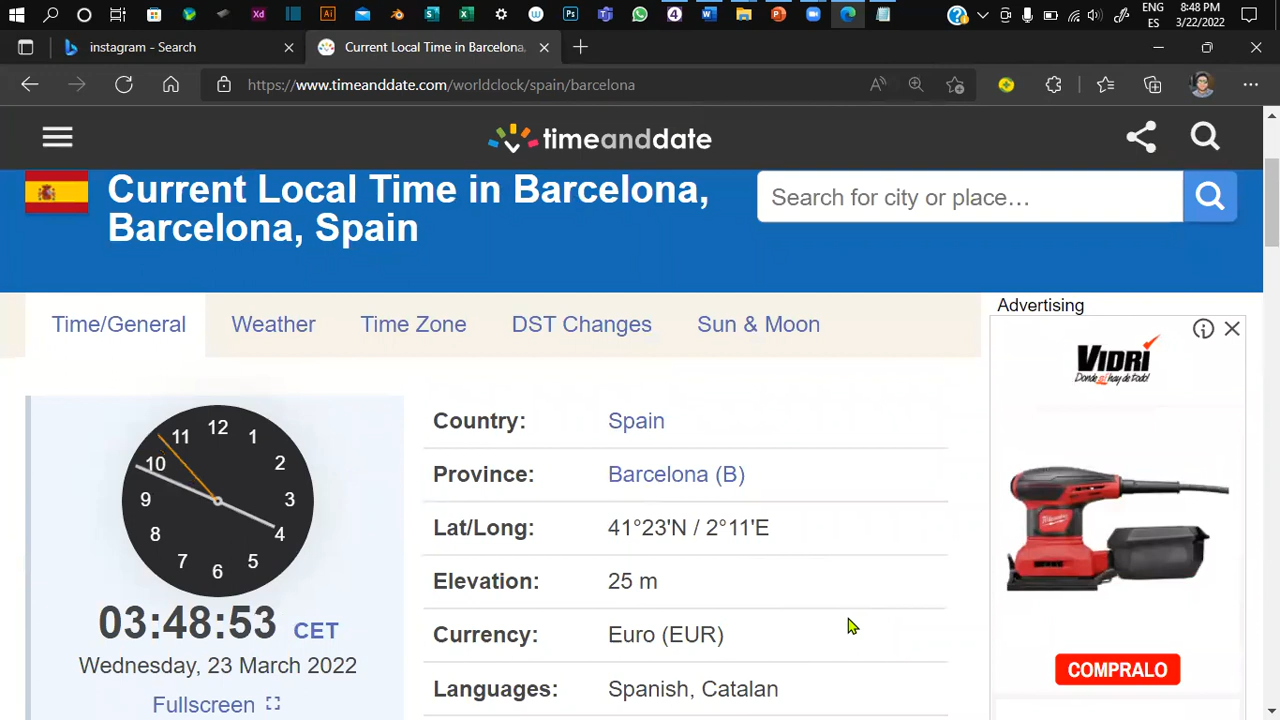 ENG
8:48 PM
ES
3/22/2022
instagram - Search
Current Local Time in Barcelona,
https://www.timeanddate.com/worldclock/spain/barcelona
timeanddate
Current Local Time in Barcelona,
Barcelona, Spain
Search for city or place...
Time/General
Weather
Time Zone
DST Changes
Sun & Moon
Advertising
VIDRI
Donde si hay de todo!
12
1
2
3
4
5
6
7
8
9
10
11
03:48:53 CET
Wednesday, 23 March 2022
Fullscreen
Country: Spain
Province: Barcelona (B)
Lat/Long: 41°23'N / 2°11'E
Elevation: 25 m
Currency: Euro (EUR)
Languages: Spanish, Catalan
Milwaukee
COMPRALO